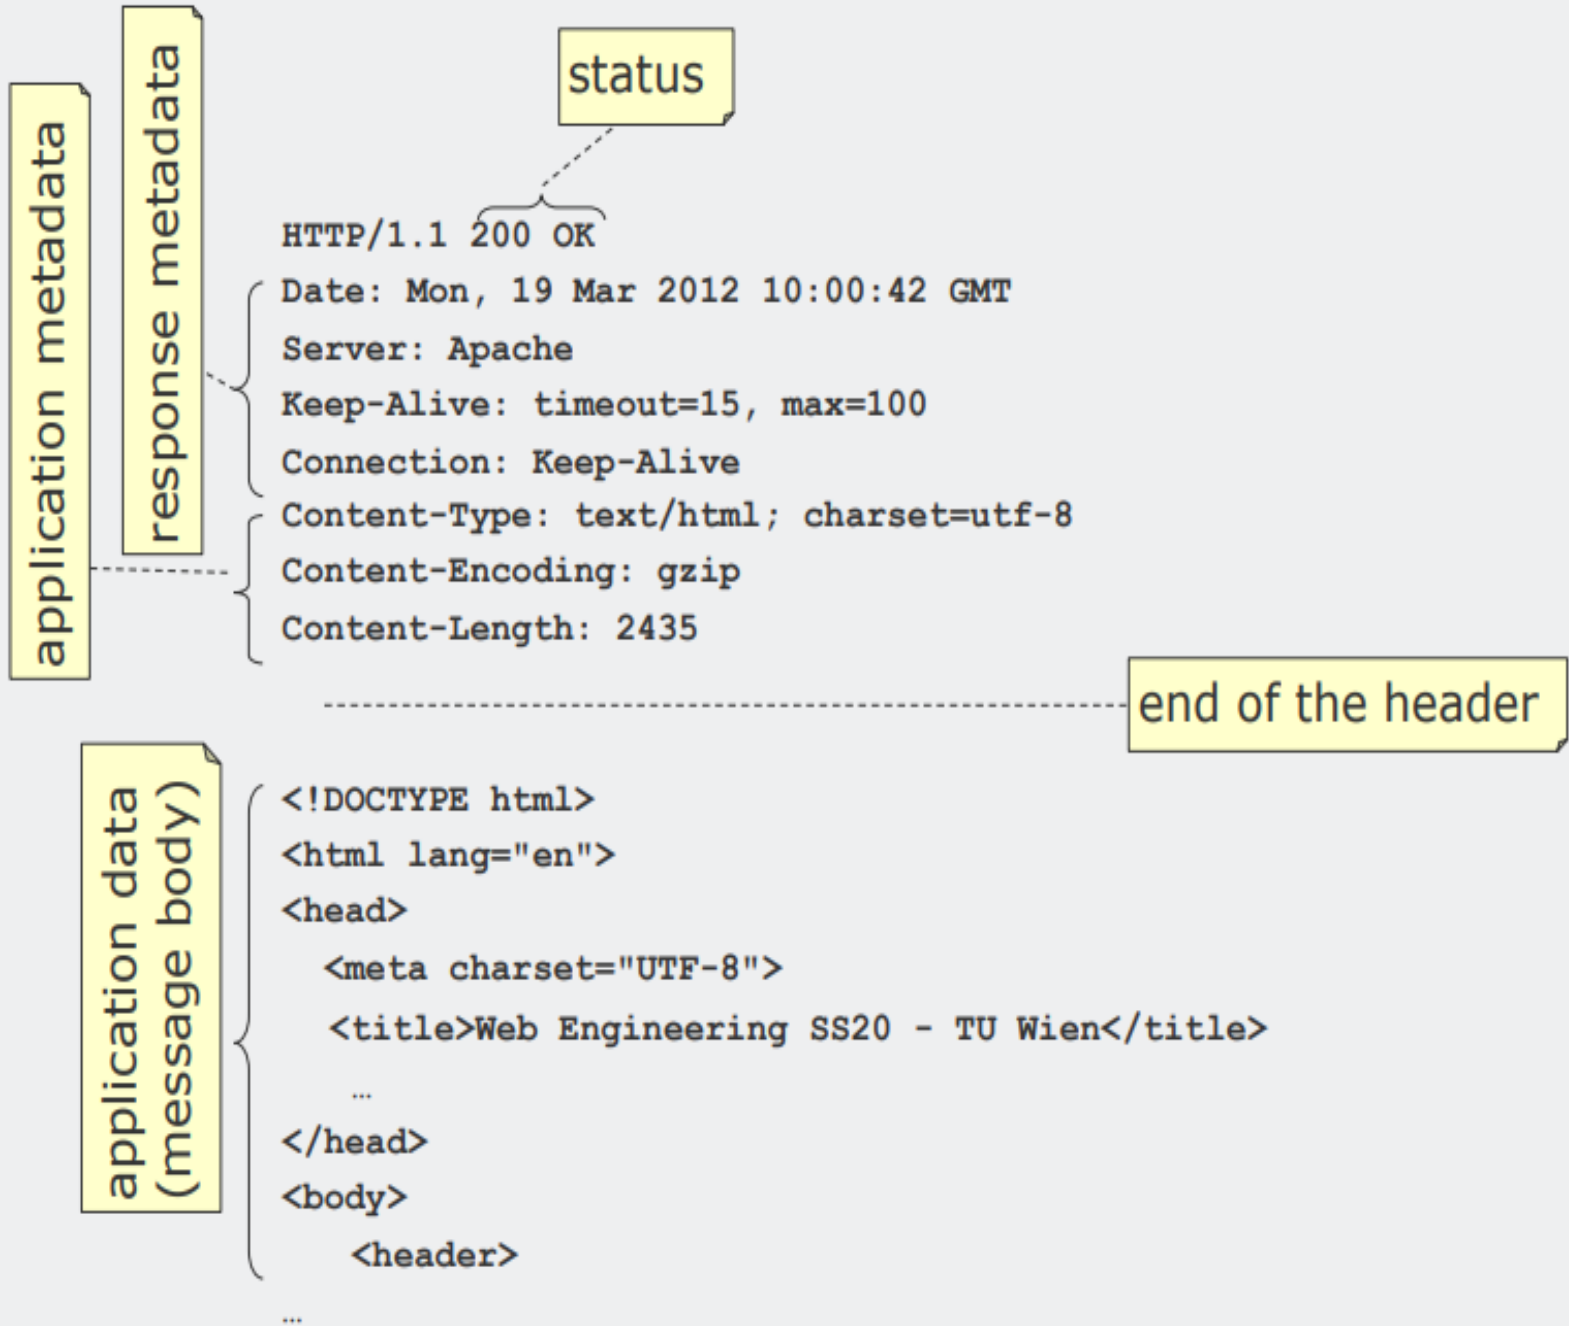 status
application metadata
response metadata
HTTP/1.1 200 OK
Date: Mon, 19 Mar 2012 10:00:42 GMT
Server: Apache
Keep-Alive: timeout=15, max=100
Connection: Keep-Alive
Content-Type: text/html; charset=utf-8
Content-Encoding: gzip
Content-Length: 2435
end of the header
application data
(message body)
<!DOCTYPE html>
<html lang="en">
<head>
<meta charset="UTF-8">
<title>Web Engineering SS20 - TU Wien</title>
…
</head>
<body>
<header>
…